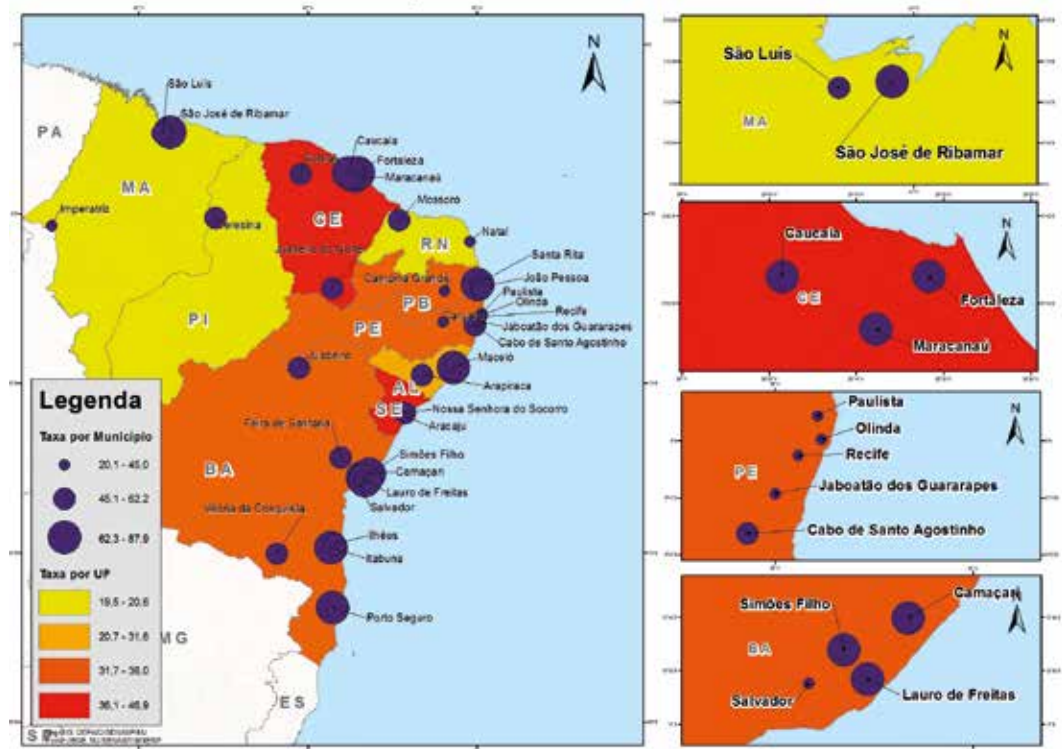 N
São Luís
São José de Ribamar
PA
MA
Caucaia
Fortaleza
Maracanaú
Imperatriz
Teresina
CE
Mossoro
RN
Natal
Juazeiro do Norte
Campina Grande
Santa Rita
João Pessoa
PB
Paulista
Olinda
Recife
PI
PE
Jaboatão dos Guararapes
Cabo de Santo Agostinho
Juazeiro
Maceió
AL
Arapiraca
SE
Nossa Senhora do Socorro
Aracaju
Feira de Santana
BA
Simões Filho
Camaçari
Lauro de Freitas
Salvador
Vitória da Conquista
Ilhéus
Itabuna
Porto Seguro
MG
ES
Legenda
Taxa por Município
20,1 - 45,0
45,1 - 62,2
62,3 - 87,9
Taxa por UF
19,5 - 20,6
20,7 - 31,6
31,7 - 36,0
36,1 - 46,9
N
São Luís
MA
São José de Ribamar
N
Caucaia
CE
Fortaleza
Maracanaú
N
Paulista
Olinda
Recife
PE
Jaboatão dos Guararapes
Cabo de Santo Agostinho
N
Camaçari
Simões Filho
BA
Salvador
Lauro de Freitas